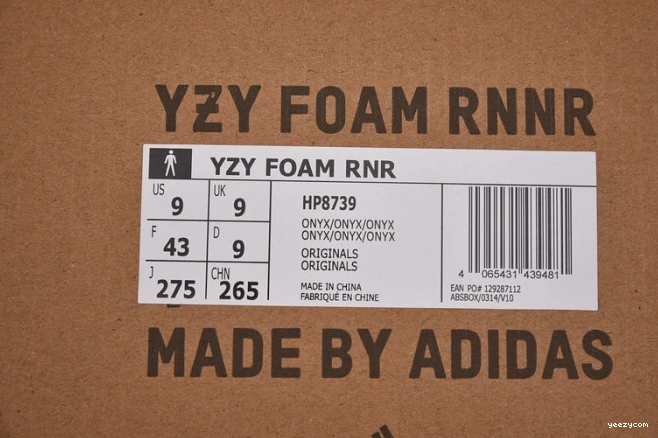 YZY FOAM RNNR
YZY FOAM RNR
US 9 UK 9
F 43 D 9
J 275 CHN 265
HP8739
ONYX/ONYX/ONYX
ONYX/ONYX/ONYX
ORIGINALS
ORIGINALS
MADE IN CHINA
FABRIQUÉ EN CHINE
4 065431 439481
EAN PO# 129287112
ABSBOX/0314/V10
MADE BY ADIDAS
yeezycom